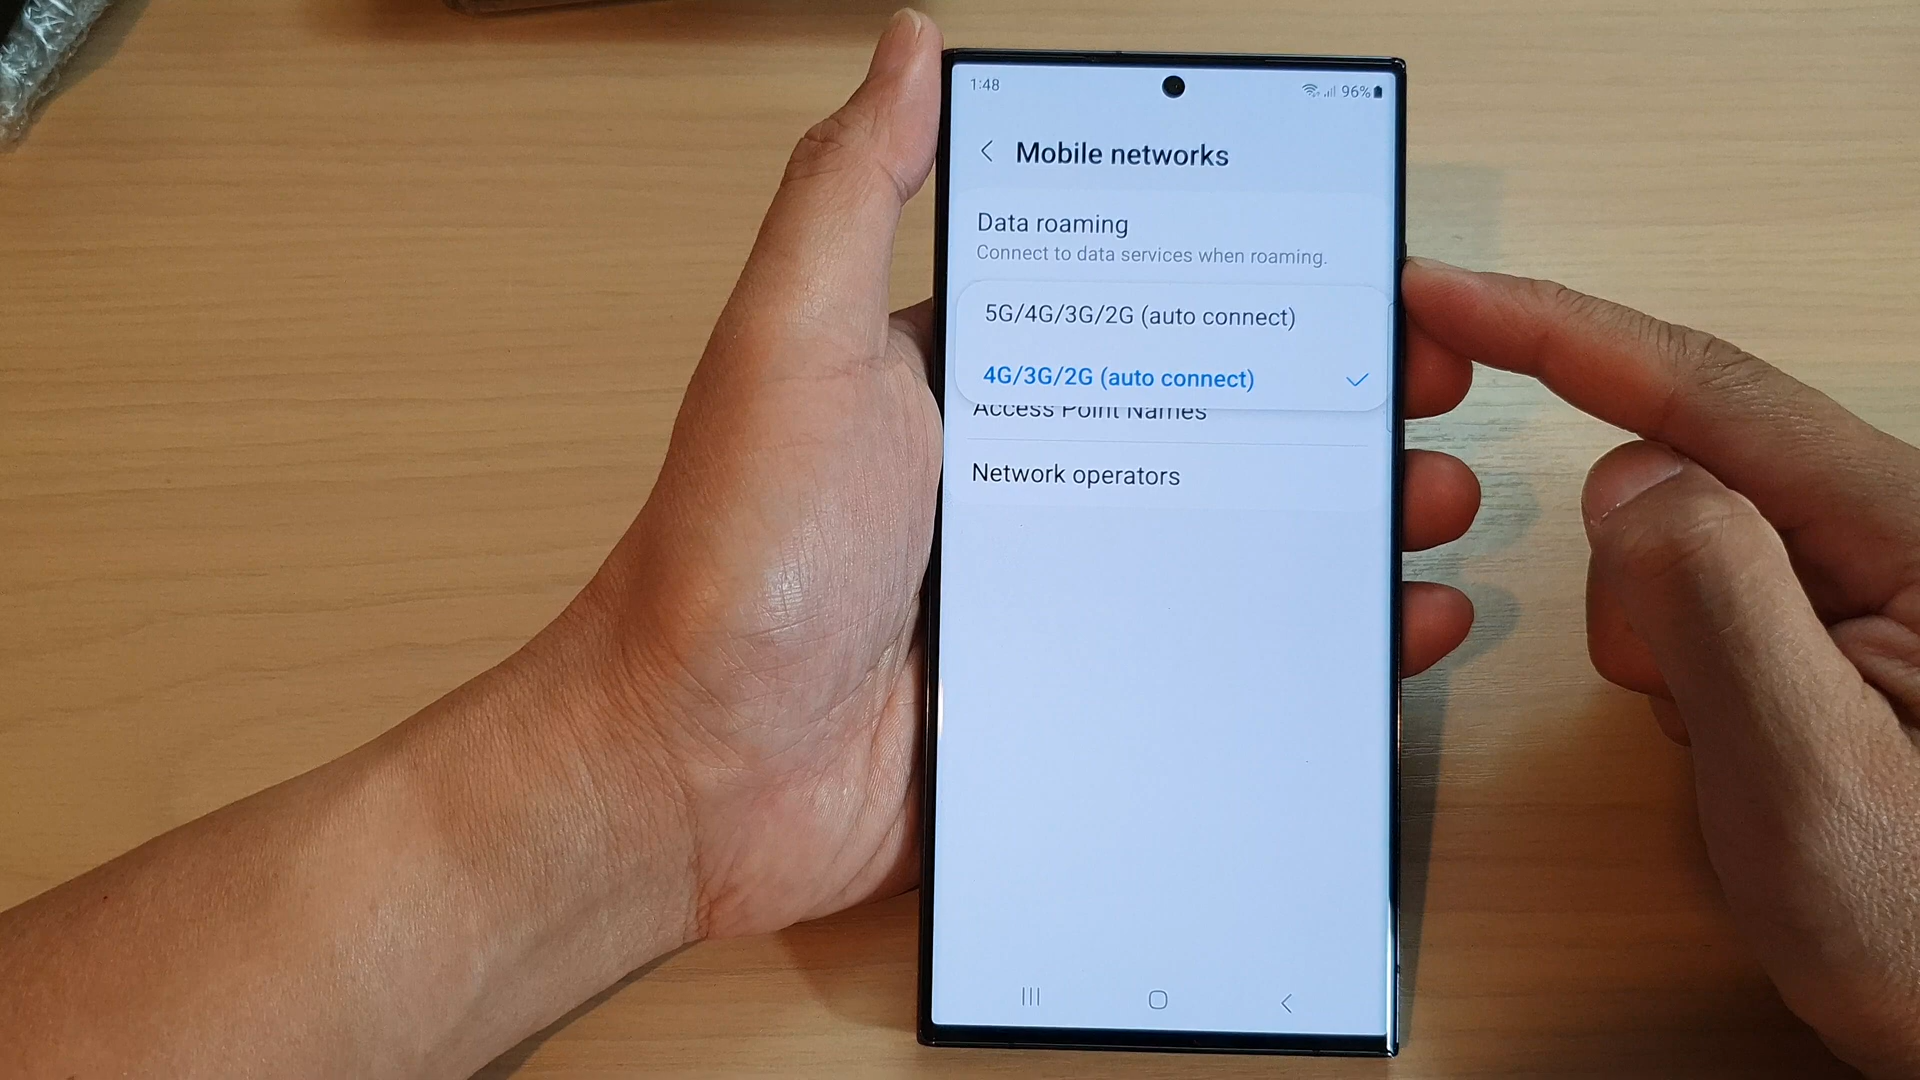 1:48
96%
Mobile networks
Data roaming
Connect to data services when roaming.
5G/4G/3G/2G (auto connect)
4G/3G/2G (auto connect)
Access Point Names
Network operators